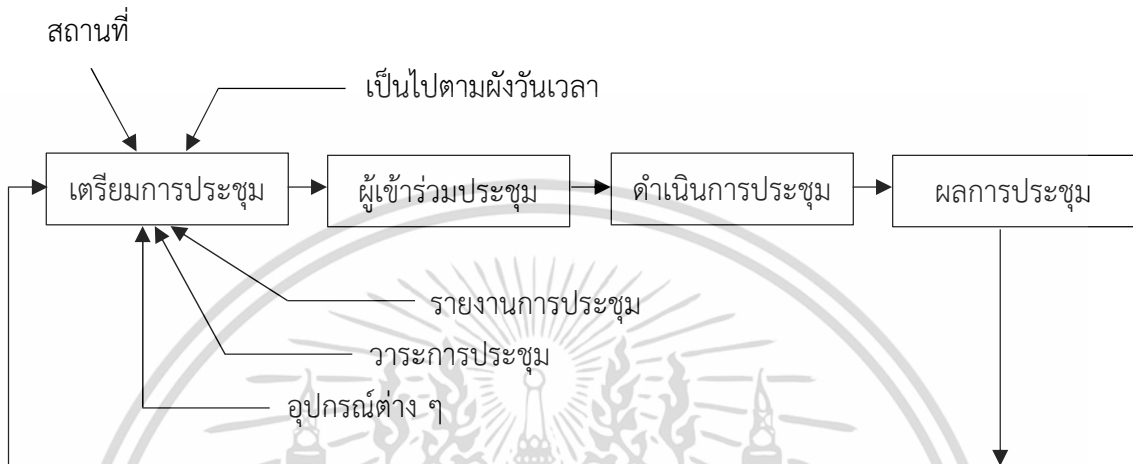 สถานที่
เป็นไปตามผังวันเวลา
เตรียมการประชุม
ผู้เข้าร่วมประชุม
ดำเนินการประชุม
ผลการประชุม
รายงานการประชุม
วาระการประชุม
อุปกรณ์ต่าง ๆ